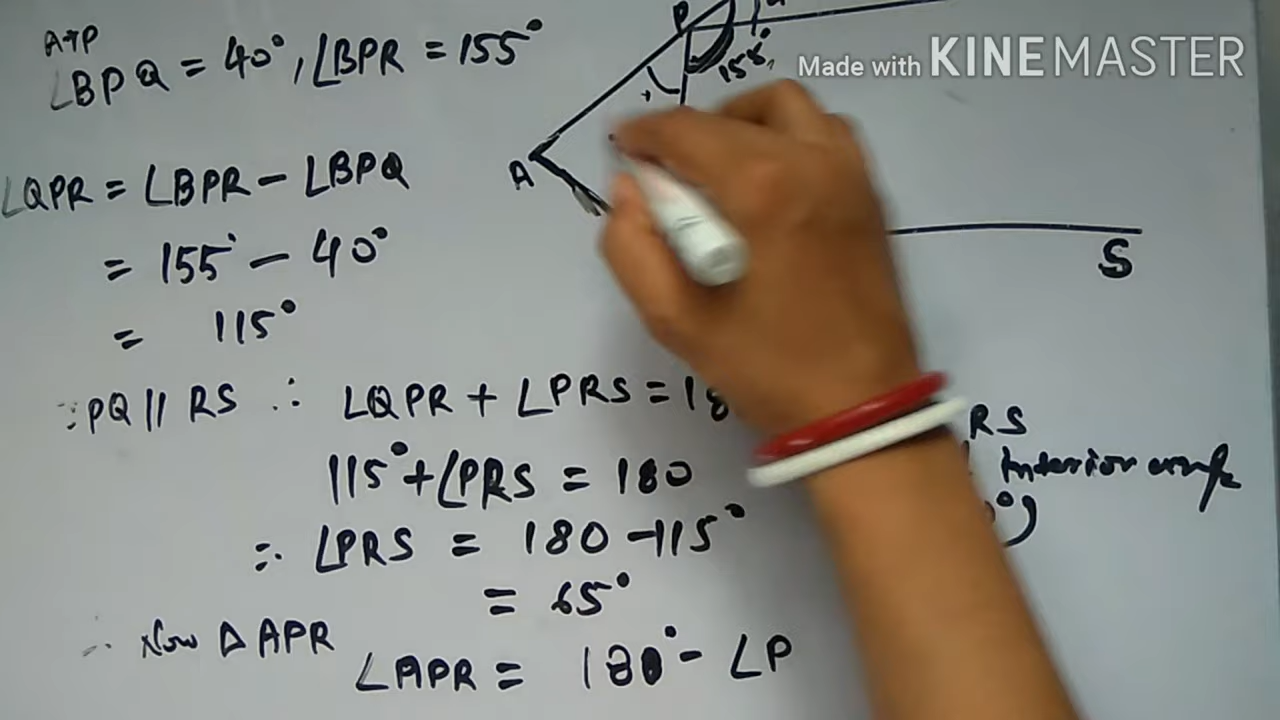 ATP
∠BPQ = 40°, ∠BPR = 155°
∠QPR = ∠BPR - ∠BPQ
= 155° - 40°
= 115°
∵ PQ || RS ∴ ∠QPR + ∠PRS = 18
115° + ∠PRS = 180
∴ ∠PRS = 180 - 115°
= 65°
∴ Now Δ APR
∠APR = 180° - ∠P
P
155°
A
S
RS
Interior
°)
Made with KINEMASTER